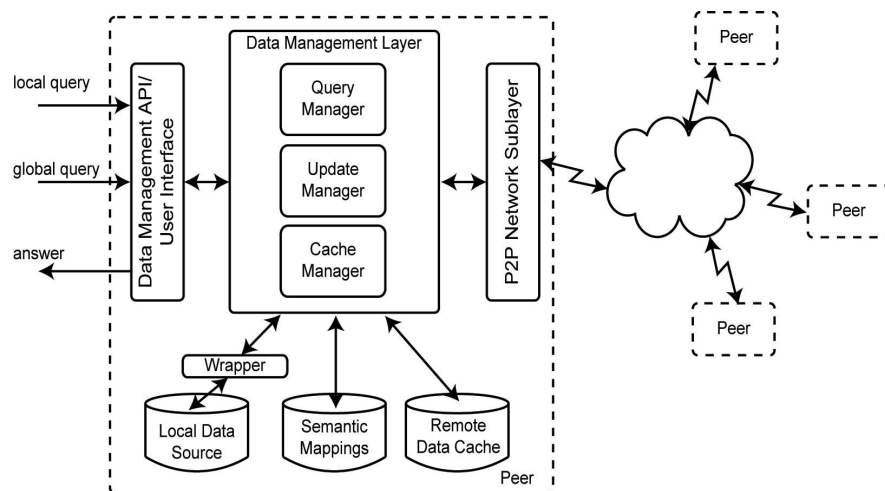 Data Management Layer
Peer
local query
Query
Manager
global query
Data Management API/
User Interface
Update
Manager
P2P Network Sublayer
Peer
answer
Cache
Manager
Peer
Wrapper
Local Data
Source
Semantic
Mappings
Remote
Data Cache
Peer